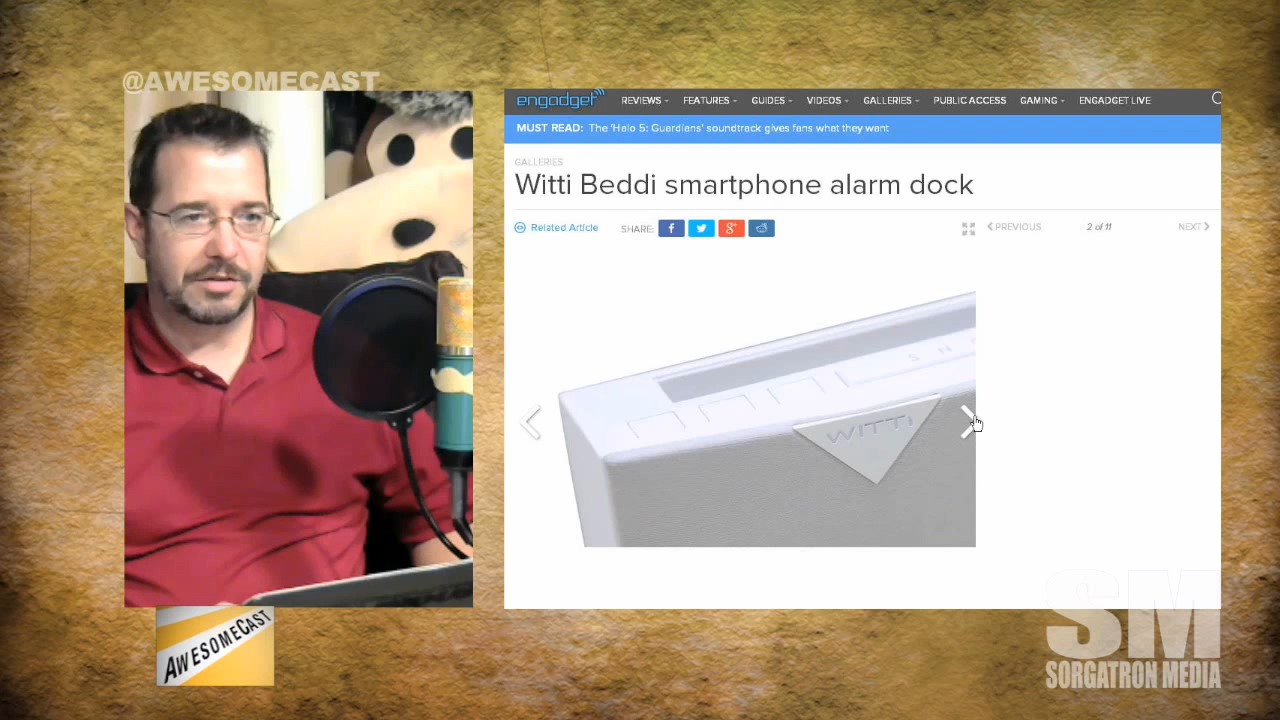 @AWESOMECAST
engadget
REVIEWS FEATURES GUIDES VIDEOS GALLERIES PUBLIC ACCESS GAMING ENGADGET LIVE
MUST READ: The 'Halo 5: Guardians' soundtrack gives fans what they want
GALLERIES
Witti Beddi smartphone alarm dock
Related Article SHARE: f g+ PREVIOUS 2 of 11 NEXT
S N
WITTI
AWESOMECAST
SM
SORGATRON MEDIA